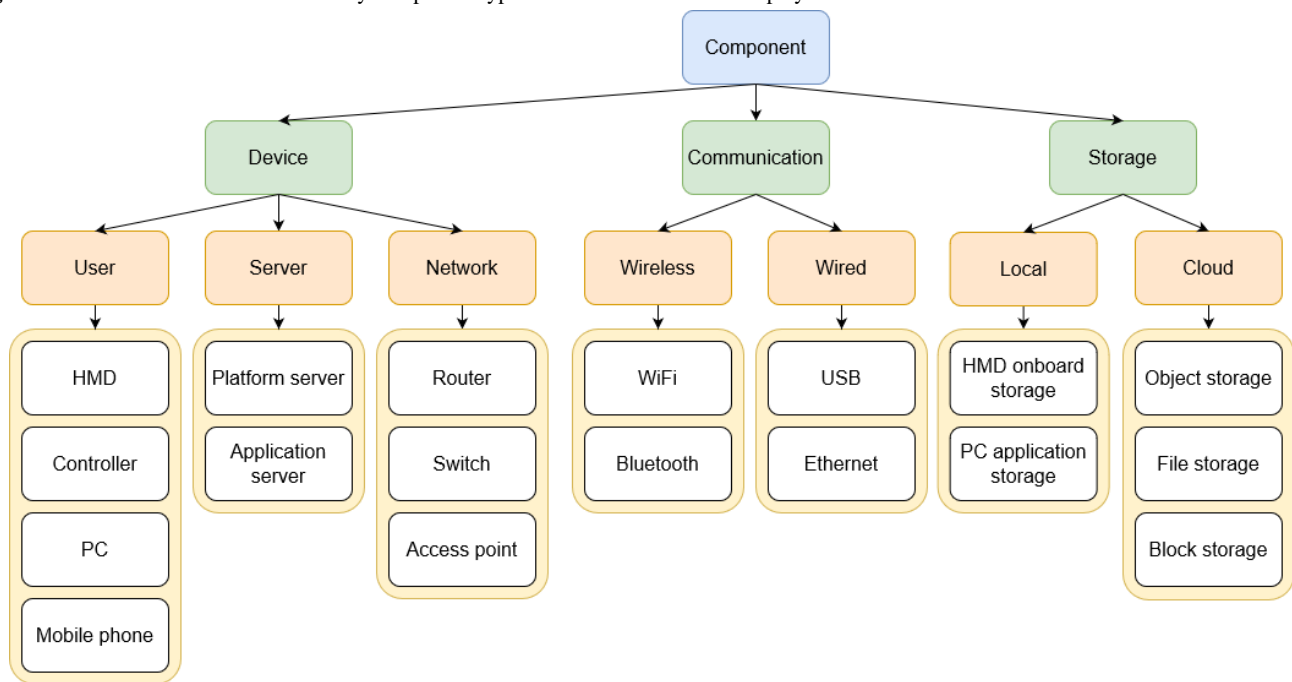 Component
Device
Communication
Storage
User
Server
Network
Wireless
Wired
Local
Cloud
HMD
Controller
PC
Mobile phone
Platform server
Application
server
Router
Switch
Access point
WiFi
Bluetooth
USB
Ethernet
HMD onboard
storage
PC application
storage
Object storage
File storage
Block storage